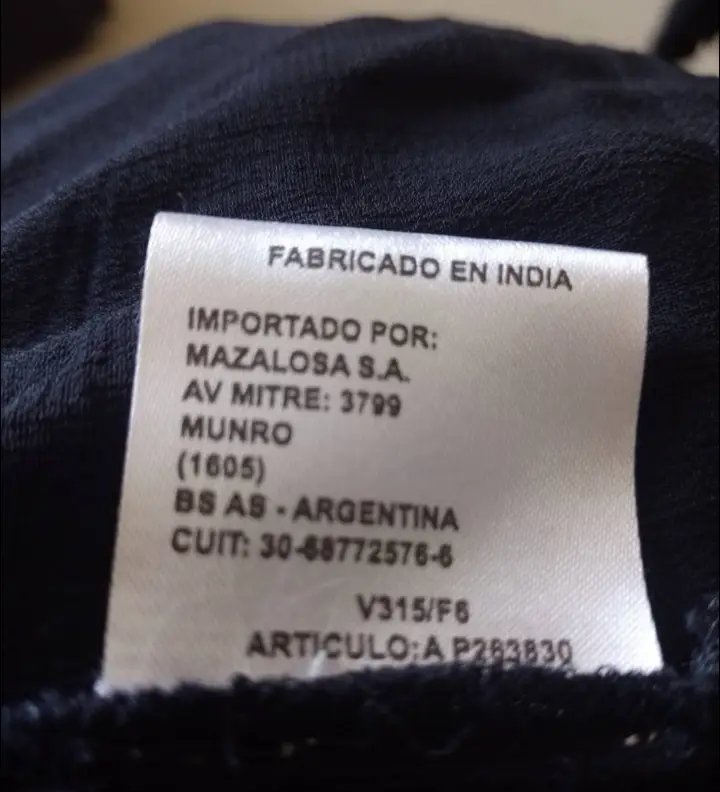 FABRICADO EN INDIA
IMPORTADO POR:
MAZALOSA S.A.
AV MITRE: 3799
MUNRO
(1605)
BS AS - ARGENTINA
CUIT: 30-68772576-6
V315/F6
ARTICULO:A P263830